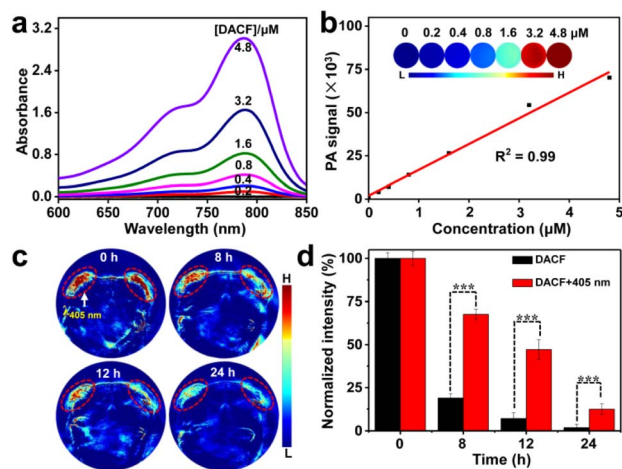 a
[DACF]/μM
4.8
3.2
1.6
0.8
0.4
0.2
3.2
2.4
1.6
0.8
0.0
Absorbance
600 650 700 750 800 850
Wavelength (nm)
b
0 0.2 0.4 0.8 1.6 3.2 4.8 μM
L H
R² = 0.99
100
75
50
25
0
PA signal (×10³)
0 1 2 3 4 5
Concentration (μM)
c
0 h 8 h
405 nm
12 h 24 h
H
L
d
DACF
DACF+405 nm
*** *** ***
100
75
50
25
0
Normalized intensity (%)
0 8 12 24
Time (h)